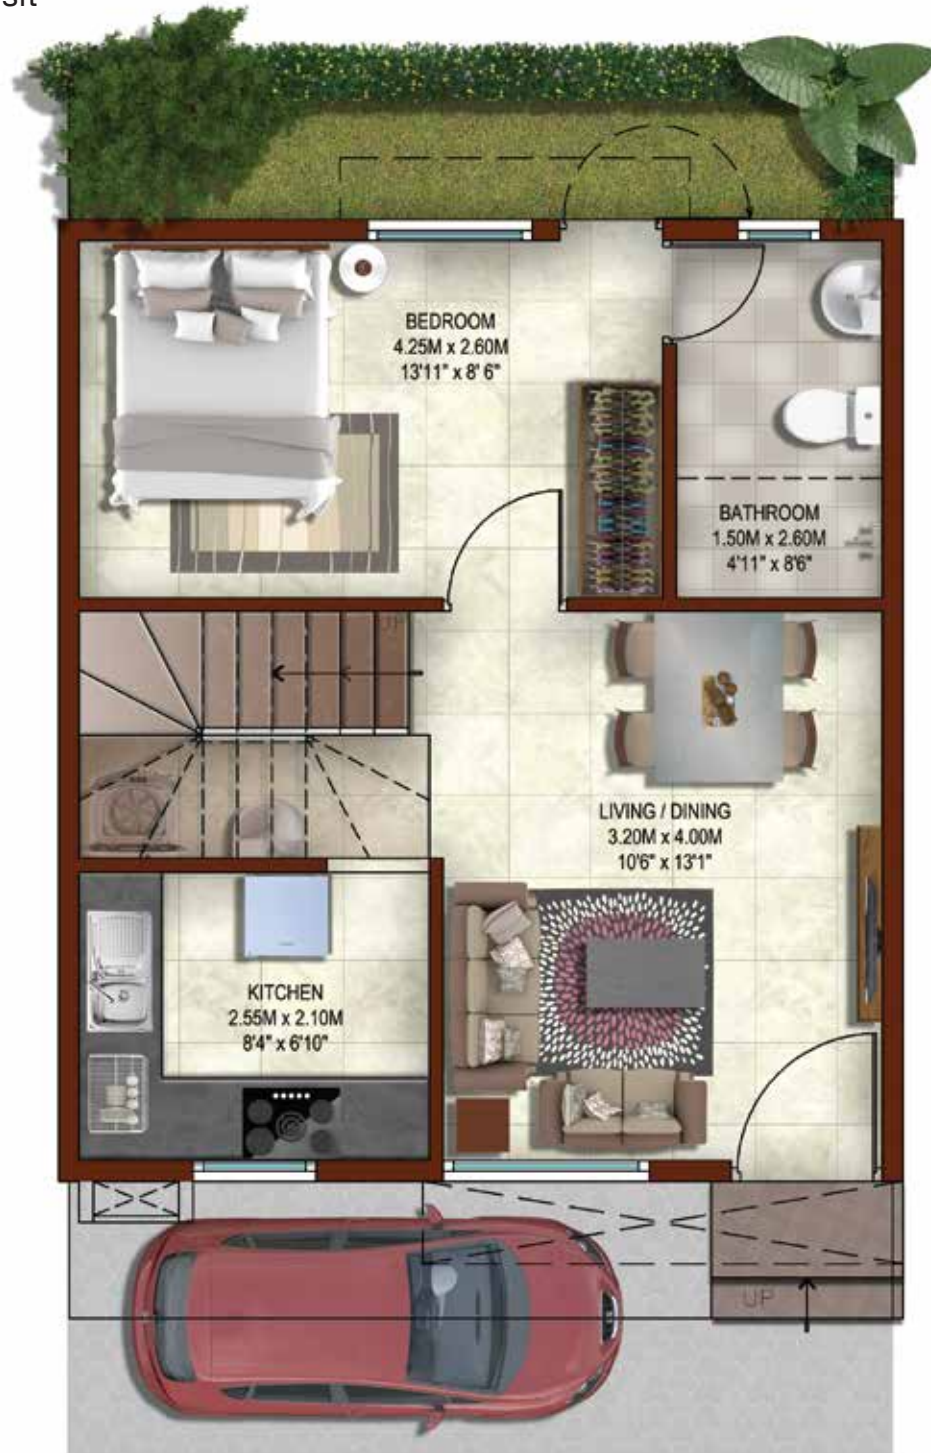 BEDROOM
4.25M x 2.60M
13'11" x 8' 6"
BATHROOM
1.50M x 2.60M
4'11" x 8'6"
UP
LIVING / DINING
3.20M x 4.00M
10'6" x 13'1"
KITCHEN
2.55M x 2.10M
8'4" x 6'10"
UP